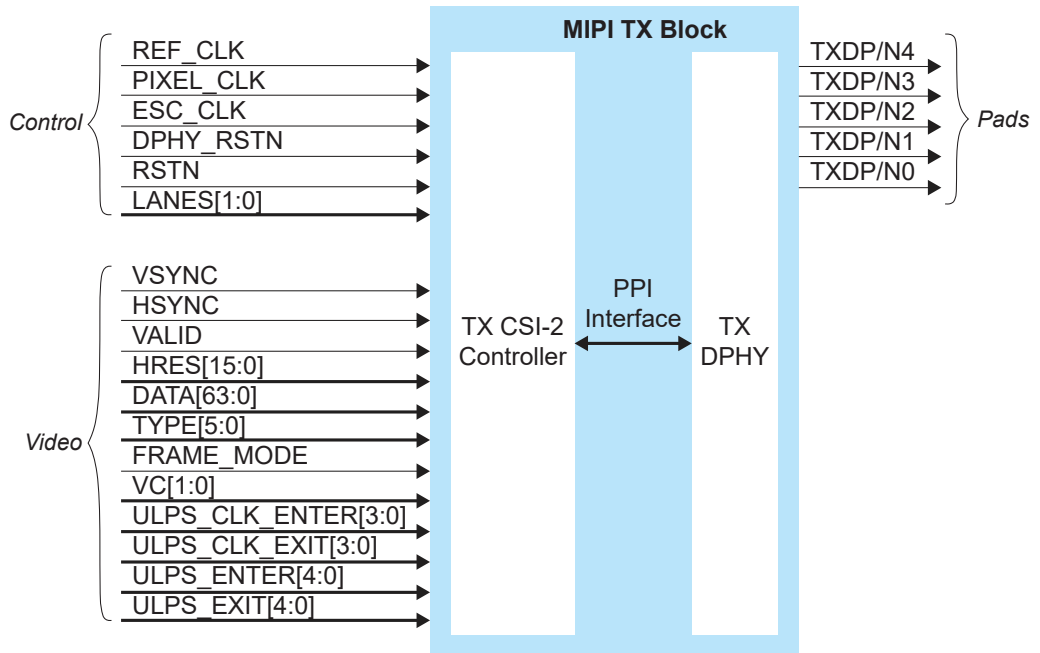 MIPI TX Block
Control
REF_CLK
PIXEL_CLK
ESC_CLK
DPHY_RSTN
RSTN
LANES[1:0]
Video
VSYNC
HSYNC
VALID
HRES[15:0]
DATA[63:0]
TYPE[5:0]
FRAME_MODE
VC[1:0]
ULPS_CLK_ENTER[3:0]
ULPS_CLK_EXIT[3:0]
ULPS_ENTER[4:0]
ULPS_EXIT[4:0]
TX CSI-2
Controller
PPI
Interface
TX
DPHY
TXDP/N4
TXDP/N3
TXDP/N2
TXDP/N1
TXDP/N0
Pads